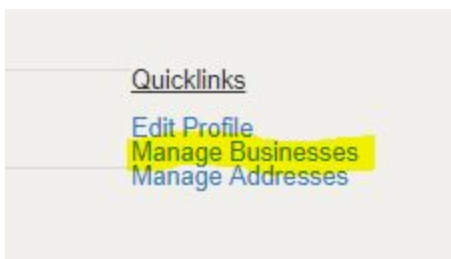 Quicklinks
Edit Profile
Manage Businesses
Manage Addresses